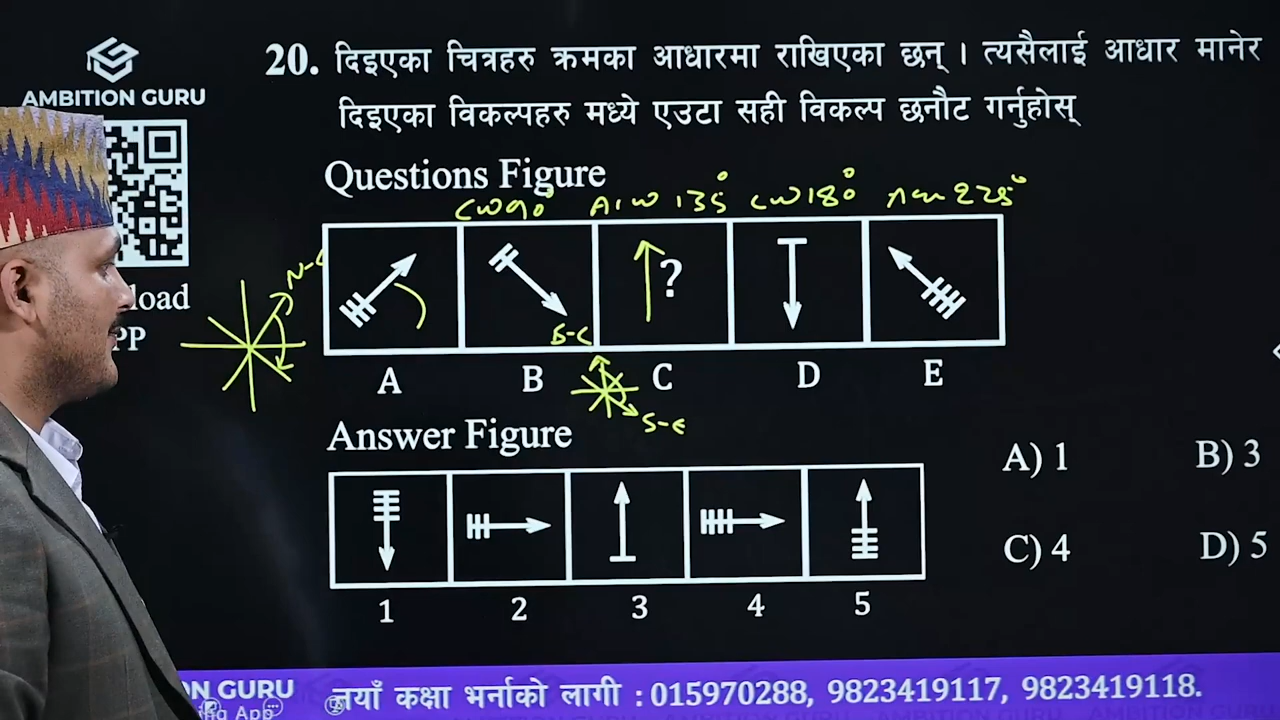 AMBITION GURU
20. दिइएका चित्रहरु क्रमका आधारमा राखिएका छन् । त्यसैलाई आधार मानेर
दिइएका विकल्पहरु मध्ये एउटा सही विकल्प छनौट गर्नुहोस्
Questions Figure
CW 90° ACW 135° CW 180° ACW 225°
?
S-E
A B C D E
S-E
Answer Figure
A) 1 B) 3
C) 4 D) 5
1 2 3 4 5
नयाँ कक्षा भर्नाको लागी : 015970288, 9823419117, 9823419118.